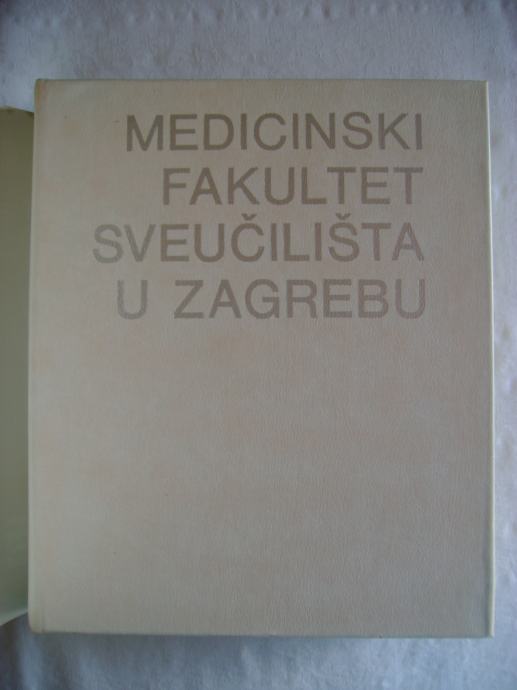 MEDICINSKI
FAKULTET
SVEUČILIŠTA
U ZAGREBU